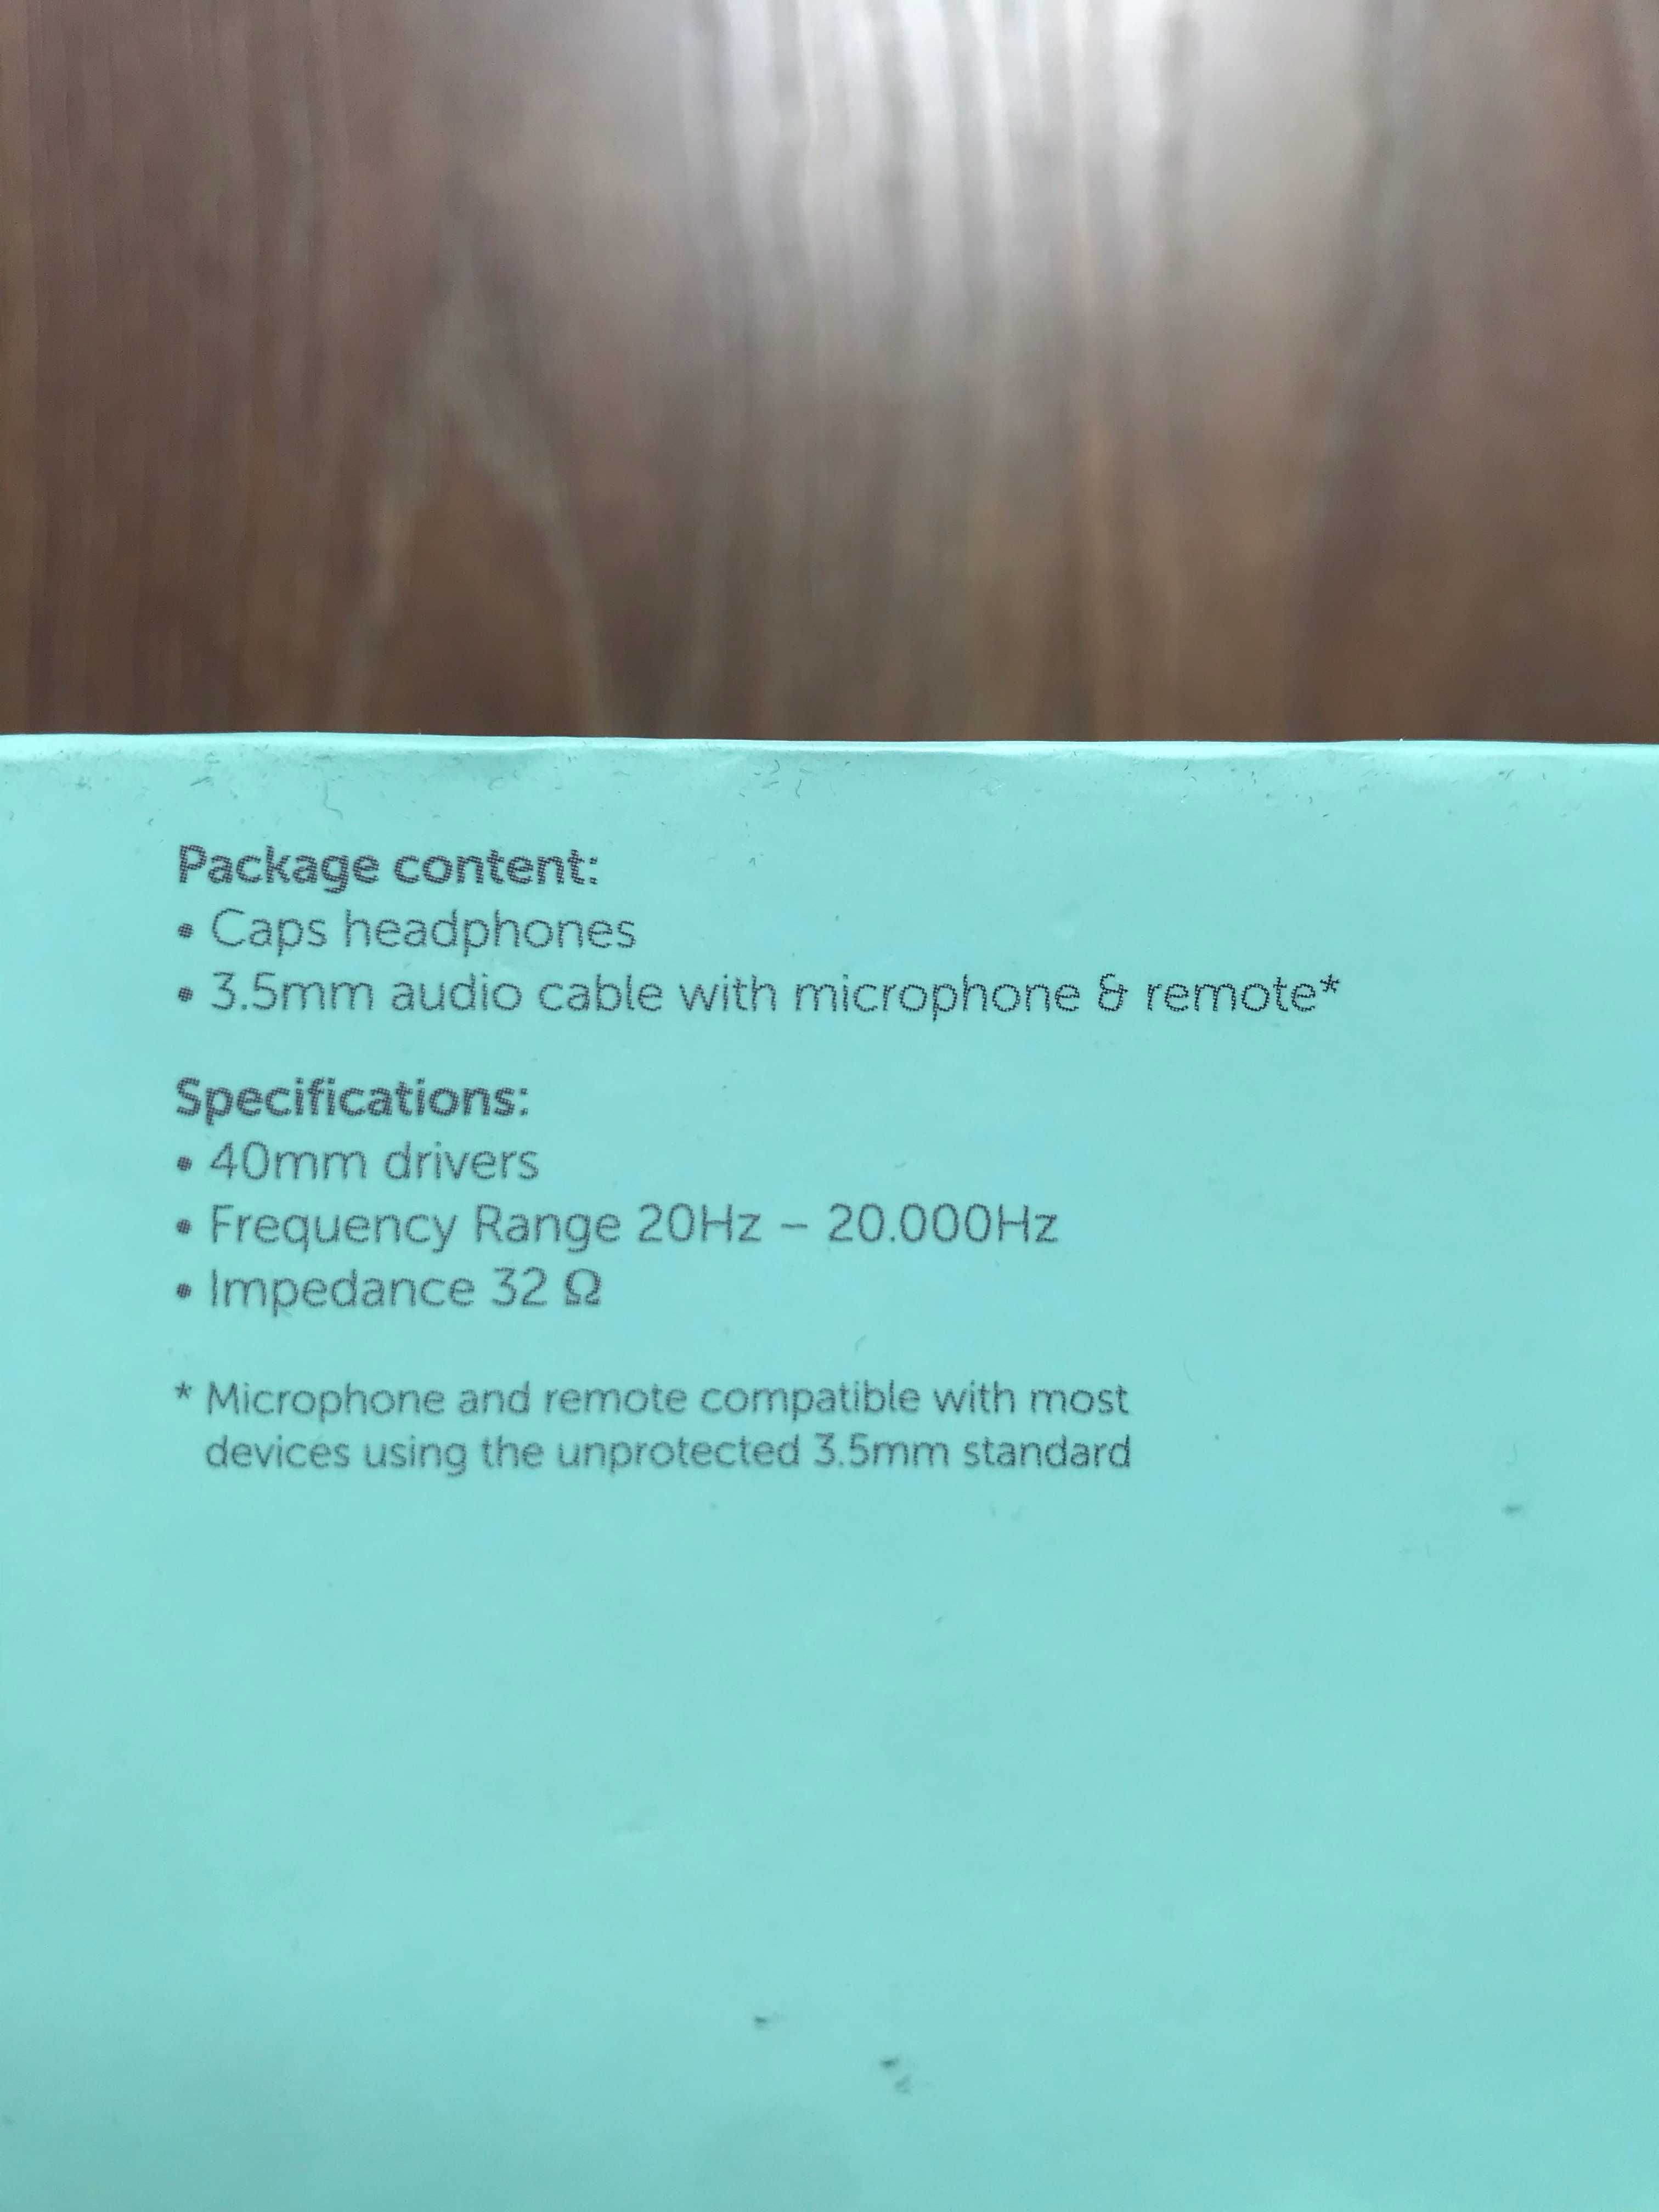 Package content:
• Caps headphones
• 3.5mm audio cable with microphone & remote*
Specifications:
• 40mm drivers
• Frequency Range 20Hz – 20.000Hz
• Impedance 32 Ω
* Microphone and remote compatible with most
devices using the unprotected 3.5mm standard